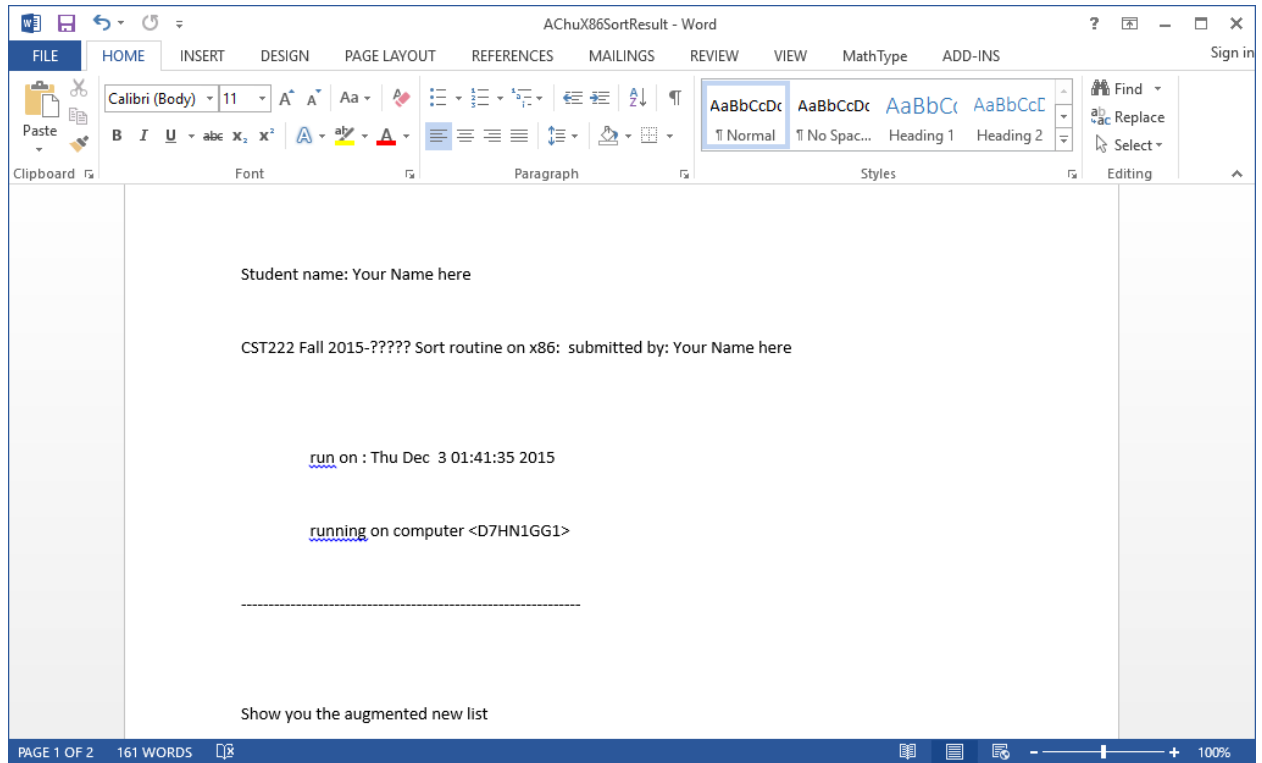 AChuX86SortResult - Word
?
FILE HOME INSERT DESIGN PAGE LAYOUT REFERENCES MAILINGS REVIEW VIEW MathType ADD-INS Sign in
Paste
Calibri (Body) 11 A A Aa
B I U abc X₂ X² A aby A
A Z ¶
AaBbCcDc AaBbCcDc AaBbCc AaBbCcE
¶ Normal ¶ No Spac... Heading 1 Heading 2
Find
Replace
Select
Clipboard Font Paragraph Styles Editing
Student name: Your Name here
CST222 Fall 2015-????? Sort routine on x86:  submitted by: Your Name here
run on : Thu Dec  3 01:41:35 2015
running on computer <D7HN1GG1>
--------------------------------------------------------------
Show you the augmented new list
PAGE 1 OF 2 161 WORDS 100%